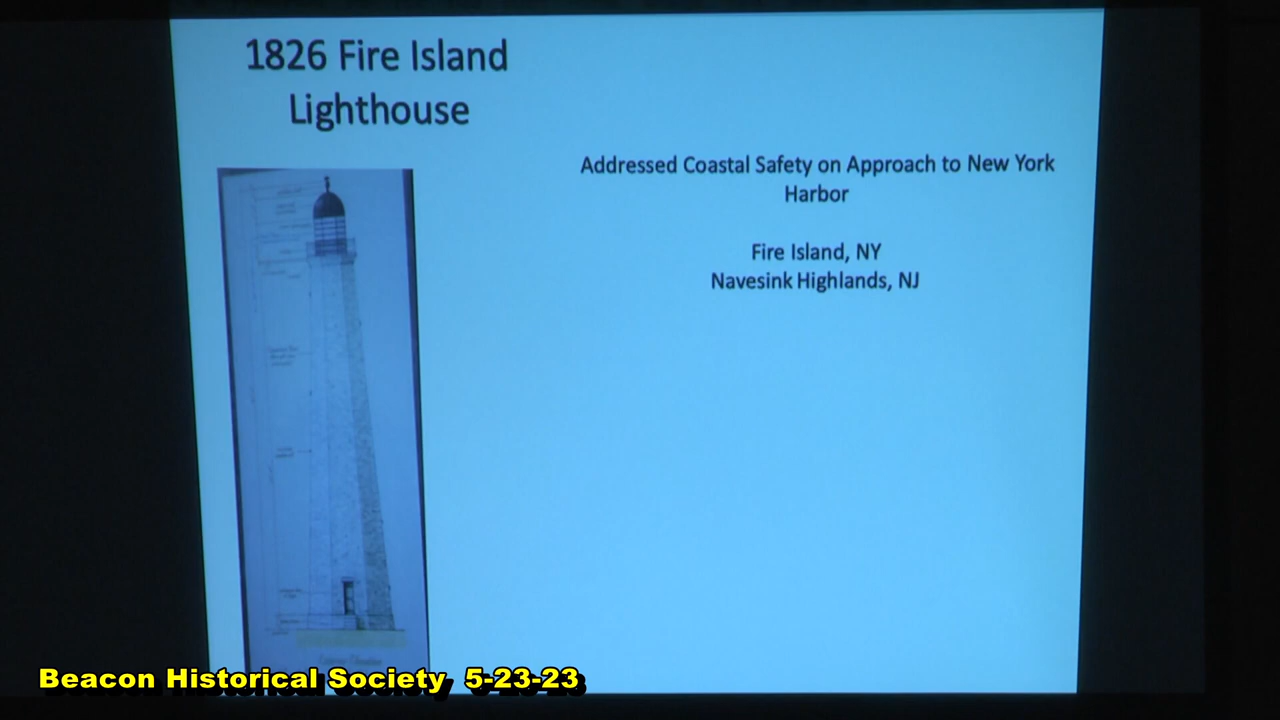 1826 Fire Island
Lighthouse
Addressed Coastal Safety on Approach to New York
Harbor
Fire Island, NY
Navesink Highlands, NJ
Beacon Historical Society 5-23-23